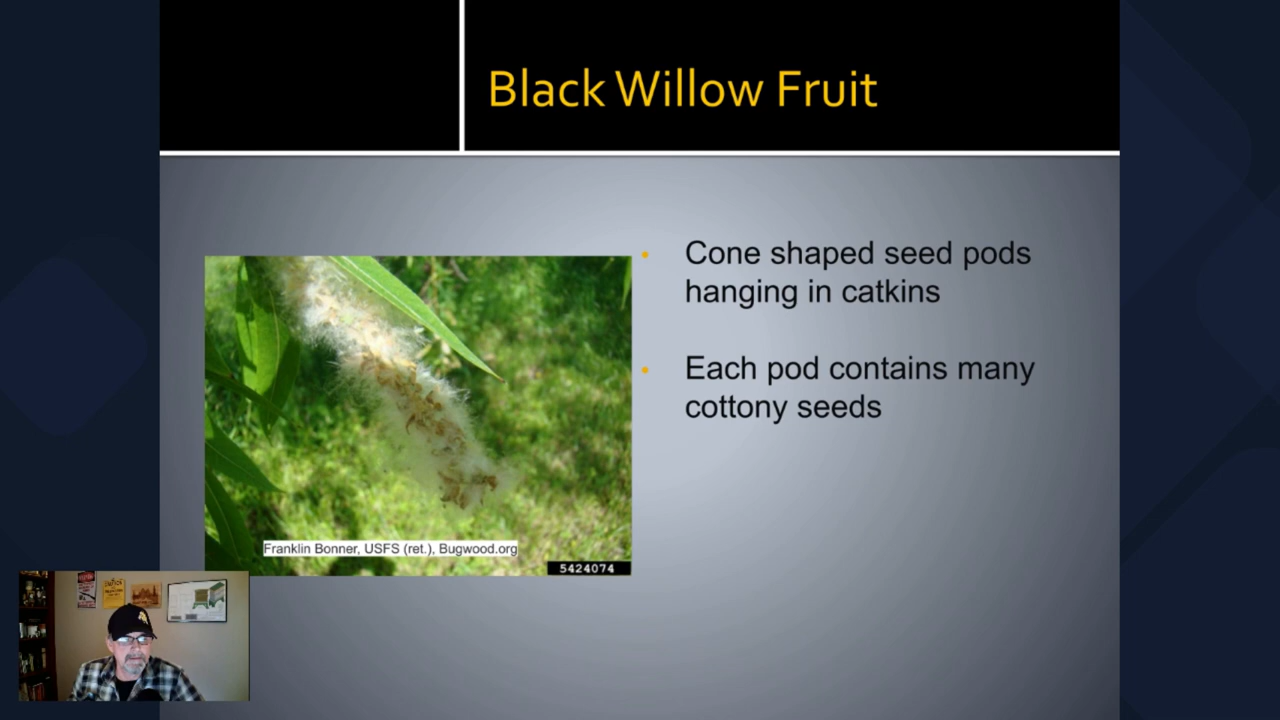 Black Willow Fruit
Cone shaped seed pods
hanging in catkins
Each pod contains many
cottony seeds
Franklin Bonner, USFS (ret.), Bugwood.org
5424074